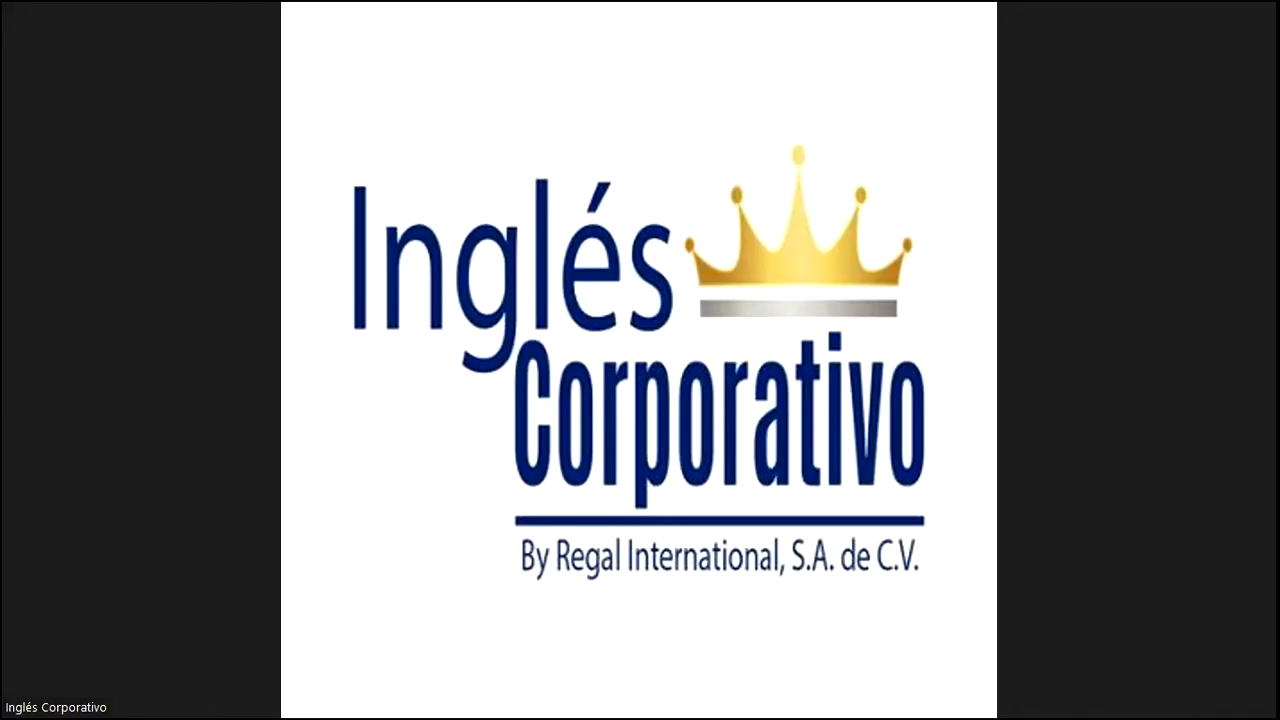 Inglés
Corporativo
By Regal International, S.A. de C.V.
Inglés Corporativo